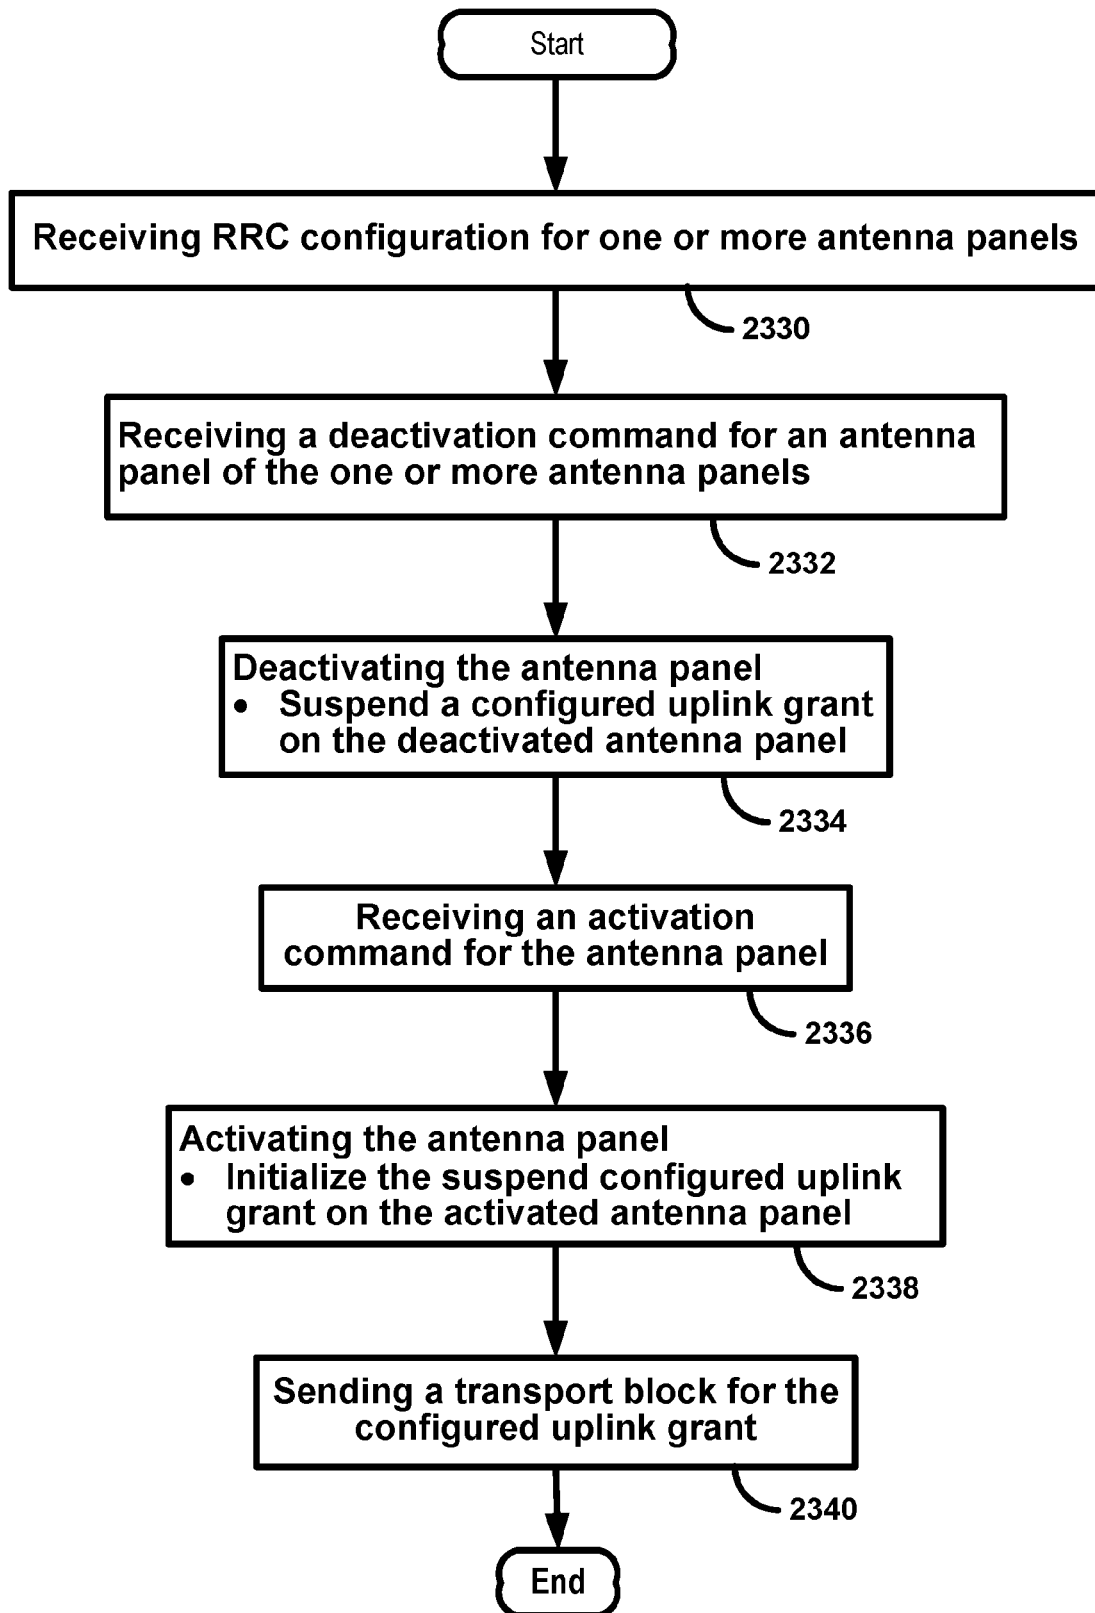 Start
Receiving RRC configuration for one or more antenna panels
2330
Receiving a deactivation command for an antenna
panel of the one or more antenna panels
2332
Deactivating the antenna panel
• Suspend a configured uplink grant
on the deactivated antenna panel
2334
Receiving an activation
command for the antenna panel
2336
Activating the antenna panel
• Initialize the suspend configured uplink
grant on the activated antenna panel
2338
Sending a transport block for the
configured uplink grant
2340
End